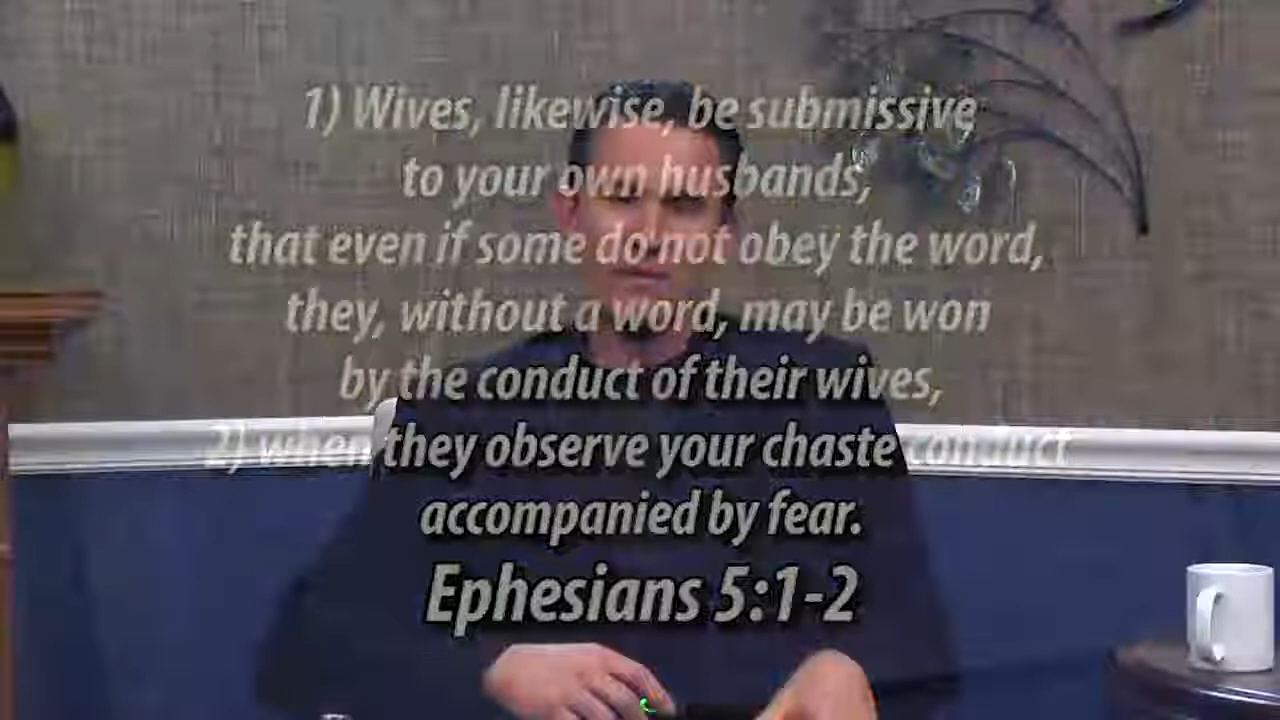 1) Wives, likewise, be submissive
to your own husbands,
that even if some do not obey the word,
they, without a word, may be won
by the conduct of their wives,
2) when they observe your chaste conduct
accompanied by fear.
Ephesians 5:1-2